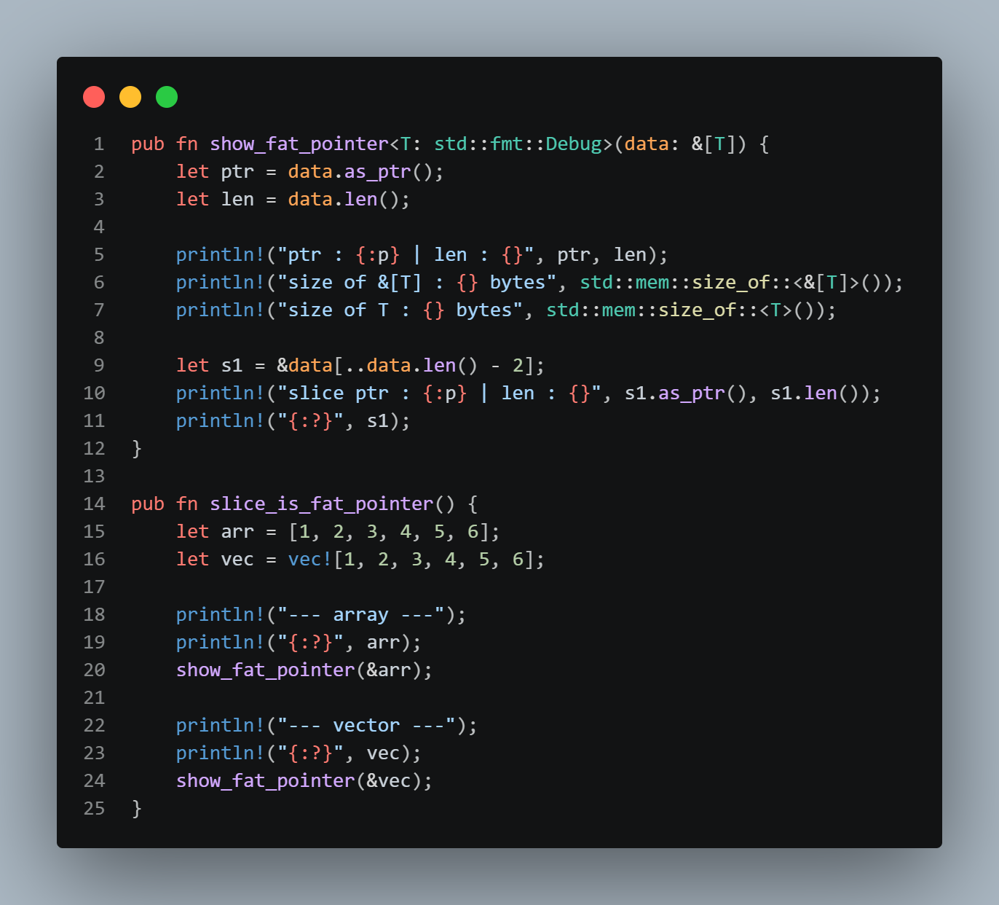 1 pub fn show_fat_pointer<T: std::fmt::Debug>(data: &[T]) {
2     let ptr = data.as_ptr();
3     let len = data.len();
4
5     println!("ptr : {:p} | len : {}", ptr, len);
6     println!("size of &[T] : {} bytes", std::mem::size_of::<&[T]>());
7     println!("size of T : {} bytes", std::mem::size_of::<T>());
8
9     let s1 = &data[..data.len() - 2];
10     println!("slice ptr : {:p} | len : {}", s1.as_ptr(), s1.len());
11     println!("{:?}", s1);
12 }
13
14 pub fn slice_is_fat_pointer() {
15     let arr = [1, 2, 3, 4, 5, 6];
16     let vec = vec![1, 2, 3, 4, 5, 6];
17
18     println!("--- array ---");
19     println!("{:?}", arr);
20     show_fat_pointer(&arr);
21
22     println!("--- vector ---");
23     println!("{:?}", vec);
24     show_fat_pointer(&vec);
25 }